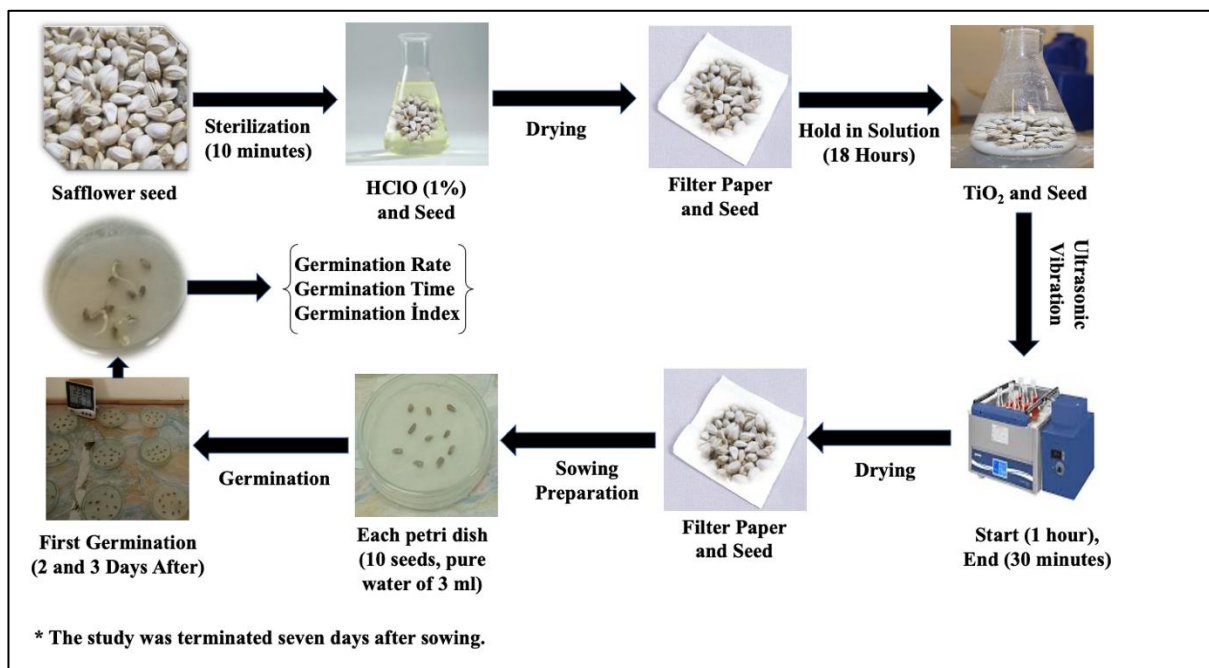 Sterilization
(10 minutes)
Drying
Hold in Solution
(18 Hours)
Safflower seed
HClO (1%)
and Seed
Filter Paper
and Seed
TiO₂ and Seed
Ultrasonic
Vibration
Germination Rate
Germination Time
Germination İndex
Germination
Sowing
Preparation
Drying
First Germination
(2 and 3 Days After)
Each petri dish
(10 seeds, pure
water of 3 ml)
Filter Paper
and Seed
Start (1 hour),
End (30 minutes)
* The study was terminated seven days after sowing.